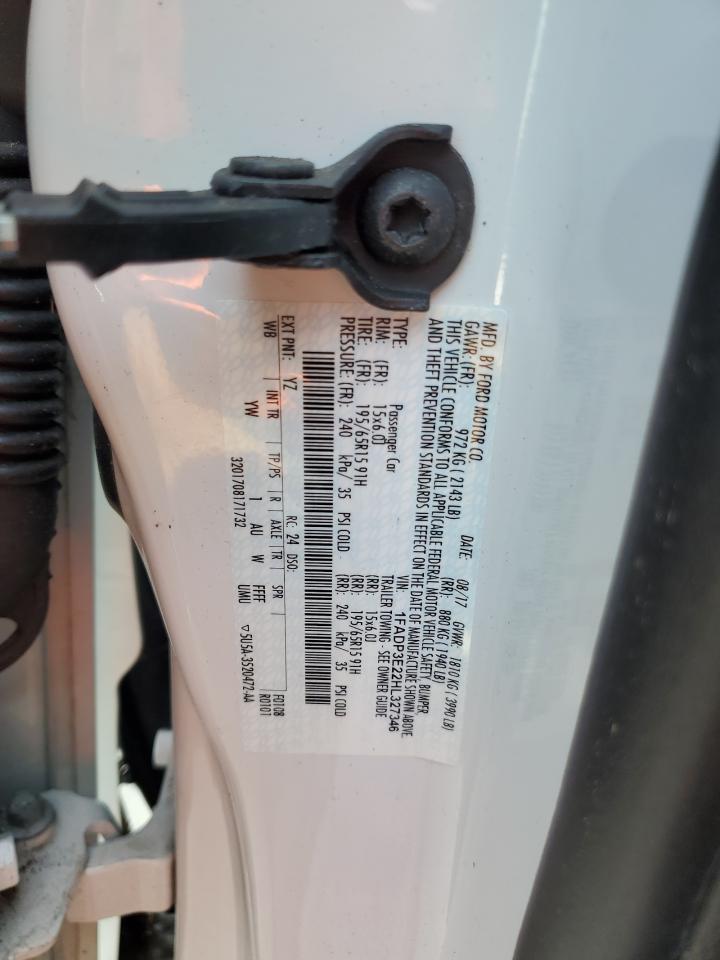 MFD. BY FORD MOTOR CO.
DATE: 08/17 GVWR: 1810 KG ( 3990 LB)
GAWR: (FR): 972 KG ( 2143 LB) (RR): 880 KG ( 1940 LB)
THIS VEHICLE CONFORMS TO ALL APPLICABLE FEDERAL MOTOR VEHICLE SAFETY, BUMPER
AND THEFT PREVENTION STANDARDS IN EFFECT ON THE DATE OF MANUFACTURE SHOWN ABOVE
VIN: 1FADP3E22HL327346
TYPE: Passenger Car TRAILER TOWING - SEE OWNER GUIDE
RIM: (FR): 15x6.0J (RR): 15x6.0J
TIRE: (FR): 195/65R15 91H (RR): 195/65R15 91H
PRESSURE: (FR): 240 kPa/ 35 PSI COLD (RR): 240 kPa/ 35 PSI COLD
EXT PNT: YZ RC: 24 DSO: F0108
R0101
WB INT TR TP/PS R AXLE TR SPR
YW I AU W FFFF UMU
3201708171732 ▽5U5A-3520472-AA